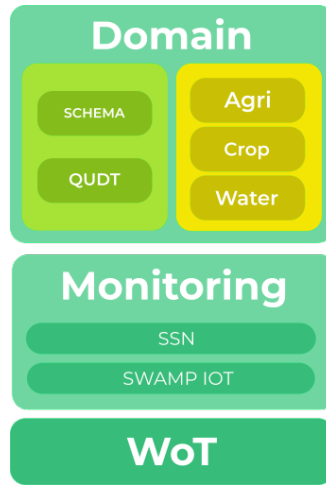 Domain
SCHEMA
QUDT
Agri
Crop
Water
Monitoring
SSN
SWAMP IOT
WoT